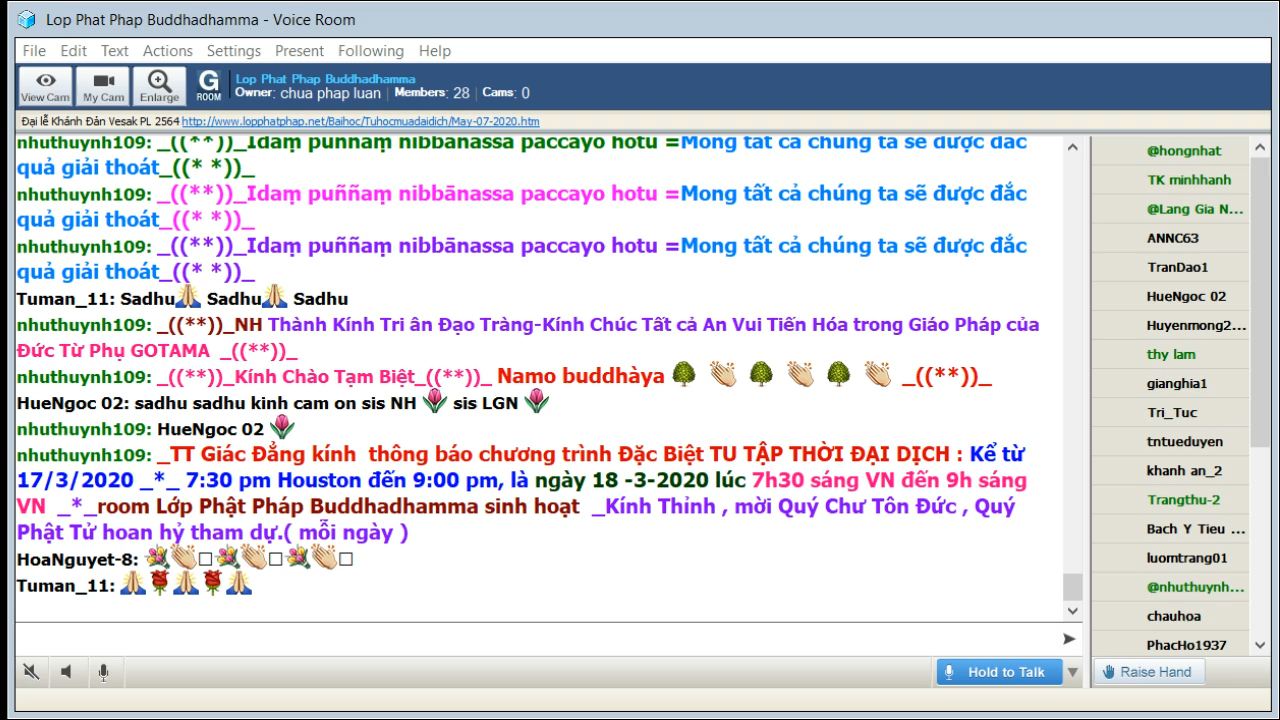 Lop Phat Phap Buddhadhamma - Voice Room
File Edit Text Actions Settings Present Following Help
View Cam My Cam Enlarge G ROOM
Lop Phat Phap Buddhadhamma
Owner: chua phap luan | Members: 28 | Cams: 0
Đại lễ Khánh Đản Vesak PL 2564 http://www.lopphatphap.net/Baihoc/Tuhocmuadaidich/May-07-2020.htm
nhuthuynh109: _((**))_Idaṃ puññaṃ nibbānassa paccayo hotu =Mong tất cả chúng ta sẽ được đắc
quả giải thoát_((* *))_
nhuthuynh109: _((**))_Idaṃ puññaṃ nibbānassa paccayo hotu =Mong tất cả chúng ta sẽ được đắc
quả giải thoát_((* *))_
nhuthuynh109: _((**))_Idaṃ puññaṃ nibbānassa paccayo hotu =Mong tất cả chúng ta sẽ được đắc
quả giải thoát_((* *))_
Tuman_11: Sadhu🙏 Sadhu🙏 Sadhu
nhuthuynh109: _((**))_NH Thành Kính Tri ân Đạo Tràng-Kính Chúc Tất cả An Vui Tiến Hóa trong Giáo Pháp của
Đức Từ Phụ GOTAMA _((**))_
nhuthuynh109: _((**))_Kính Chào Tạm Biệt_((**))_ Namo buddhàya 🌳 👏 🌳 👏 🌳 👏 _((**))_
HueNgoc 02: sadhu sadhu kinh cam on sis NH 🌷 sis LGN 🌷
nhuthuynh109: HueNgoc 02 🌷
nhuthuynh109: _TT Giác Đẳng kính thông báo chương trình Đặc Biệt TU TẬP THỜI ĐẠI DỊCH : Kể từ
17/3/2020 _*_ 7:30 pm Houston đến 9:00 pm, là ngày 18 -3-2020 lúc 7h30 sáng VN đến 9h sáng
VN _*_room Lớp Phật Pháp Buddhadhamma sinh hoạt _Kính Thỉnh , mời Quý Chư Tôn Đức , Quý
Phật Tử hoan hỷ tham dự.( mỗi ngày )
HoaNguyet-8: 💐👏□💐👏□💐👏□
Tuman_11: 🙏🌹🙏🌹🙏
Hold to Talk
@hongnhat
TK minhhanh
@Lang Gia N...
ANNC63
TranDao1
HueNgoc 02
Huyenmong2...
thy lam
gianghia1
Tri_Tuc
tntueduyen
khanh an_2
Trangthu-2
Bach Y Tieu ...
luomtrang01
@nhuthuynh...
chauhoa
PhacHo1937
Raise Hand